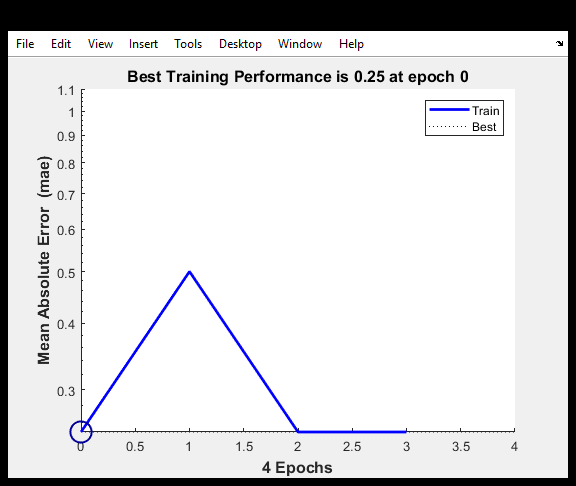 File Edit View Insert Tools Desktop Window Help
Best Training Performance is 0.25 at epoch 0
Train
Best
Mean Absolute Error (mae)
1.1
1
0.9
0.8
0.7
0.6
0.5
0.4
0.3
0 0.5 1 1.5 2 2.5 3 3.5 4
4 Epochs